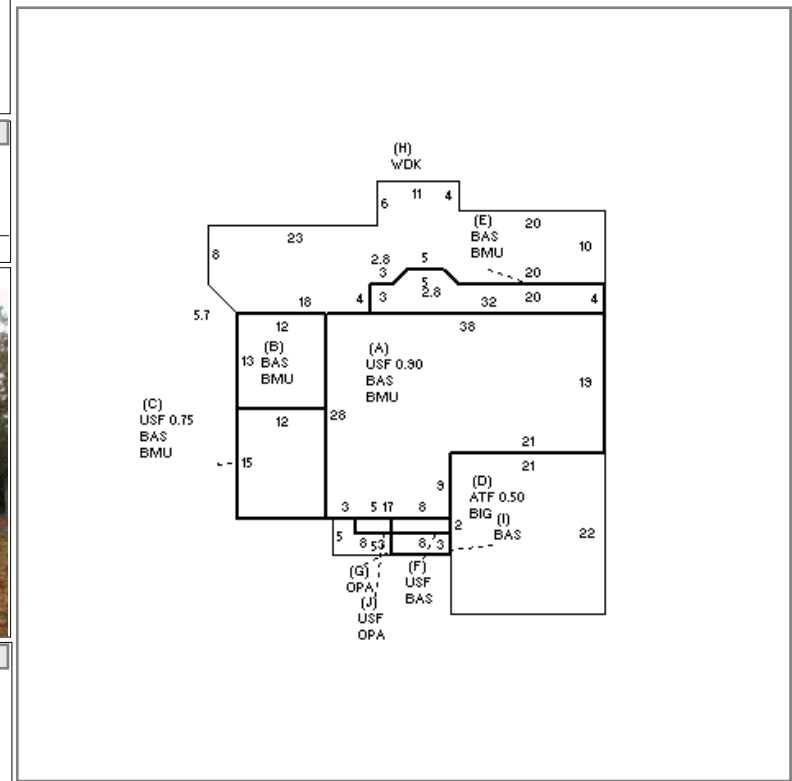 (H)
WDK
11
4
6
(E)
BAS
BMU
20
23
8
10
2.8
3
5
20
5
2.8
4
3
32
20
4
18
5.7
12
38
(B)
BAS
BMU
13
(A)
USF 0.90
BAS
BMU
19
(C)
USF 0.75
BAS
BMU
12
28
15
21
21
9
(D)
ATF 0.50
BIG
(I)
BAS
3
5
17
8
2
22
5
8
8,
3
(G)
OPA
(F)
USF
BAS
(J)
USF
OPA